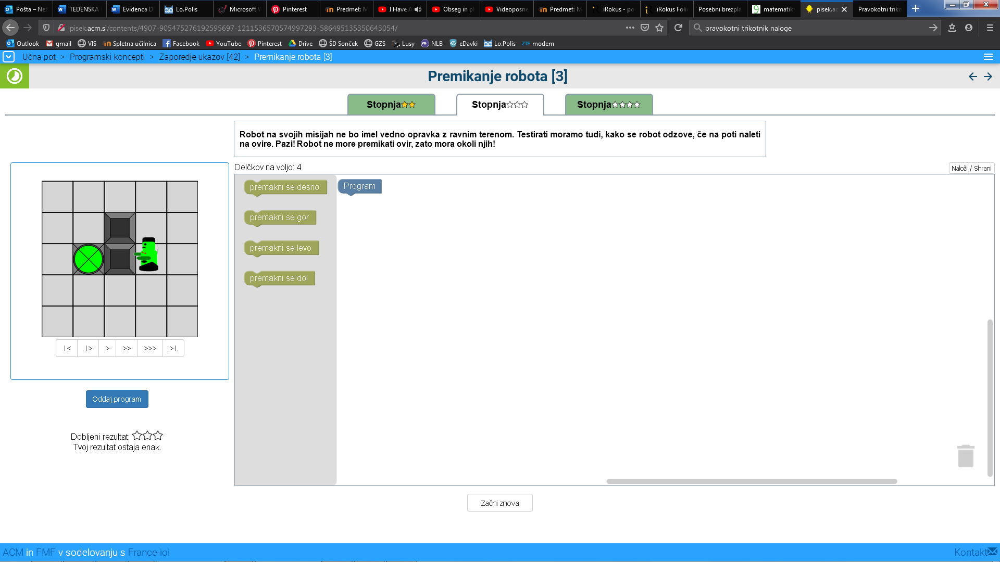 Pošta – Než
TEDENSKA
Evidenca D
Lo.Polis
Microsoft W
Pinterest
Predmet: M
I Have A
Obseg in pl
Videoposne
Predmet: M
iRokus - po
iRokus Foli
Posebni brezpla
matematika
pisek.ac
Pravokotni triko
pisek.acm.si/contents/4907-905475276192595697-1211536570574997293-586495135350643054/
pravokotni trikotnik naloge
Outlook gmail VIS Spletna učilnica Facebook YouTube Pinterest Drive ŠD Sonček GZS Lusy NLB eDavki Lo.Polis ZTE modem
Učna pot > Programski koncepti > Zaporedje ukazov [42] > Premikanje robota [3]
Premikanje robota [3]
Stopnja
Stopnja
Stopnja
Robot na svojih misijah ne bo imel vedno opravka z ravnim terenom. Testirati moramo tudi, kako se robot odzove, če na poti naleti
na ovire. Pazi! Robot ne more premikati ovir, zato mora okoli njih!
Delčkov na voljo: 4
Naloži / Shrani
premakni se desno
premakni se gor
premakni se levo
premakni se dol
Program
|< |> > >> >>> >|
Oddaj program
Dobljeni rezultat:
Tvoj rezultat ostaja enak.
Začni znova
ACM in FMF v sodelovanju s France-ioi
Kontakt